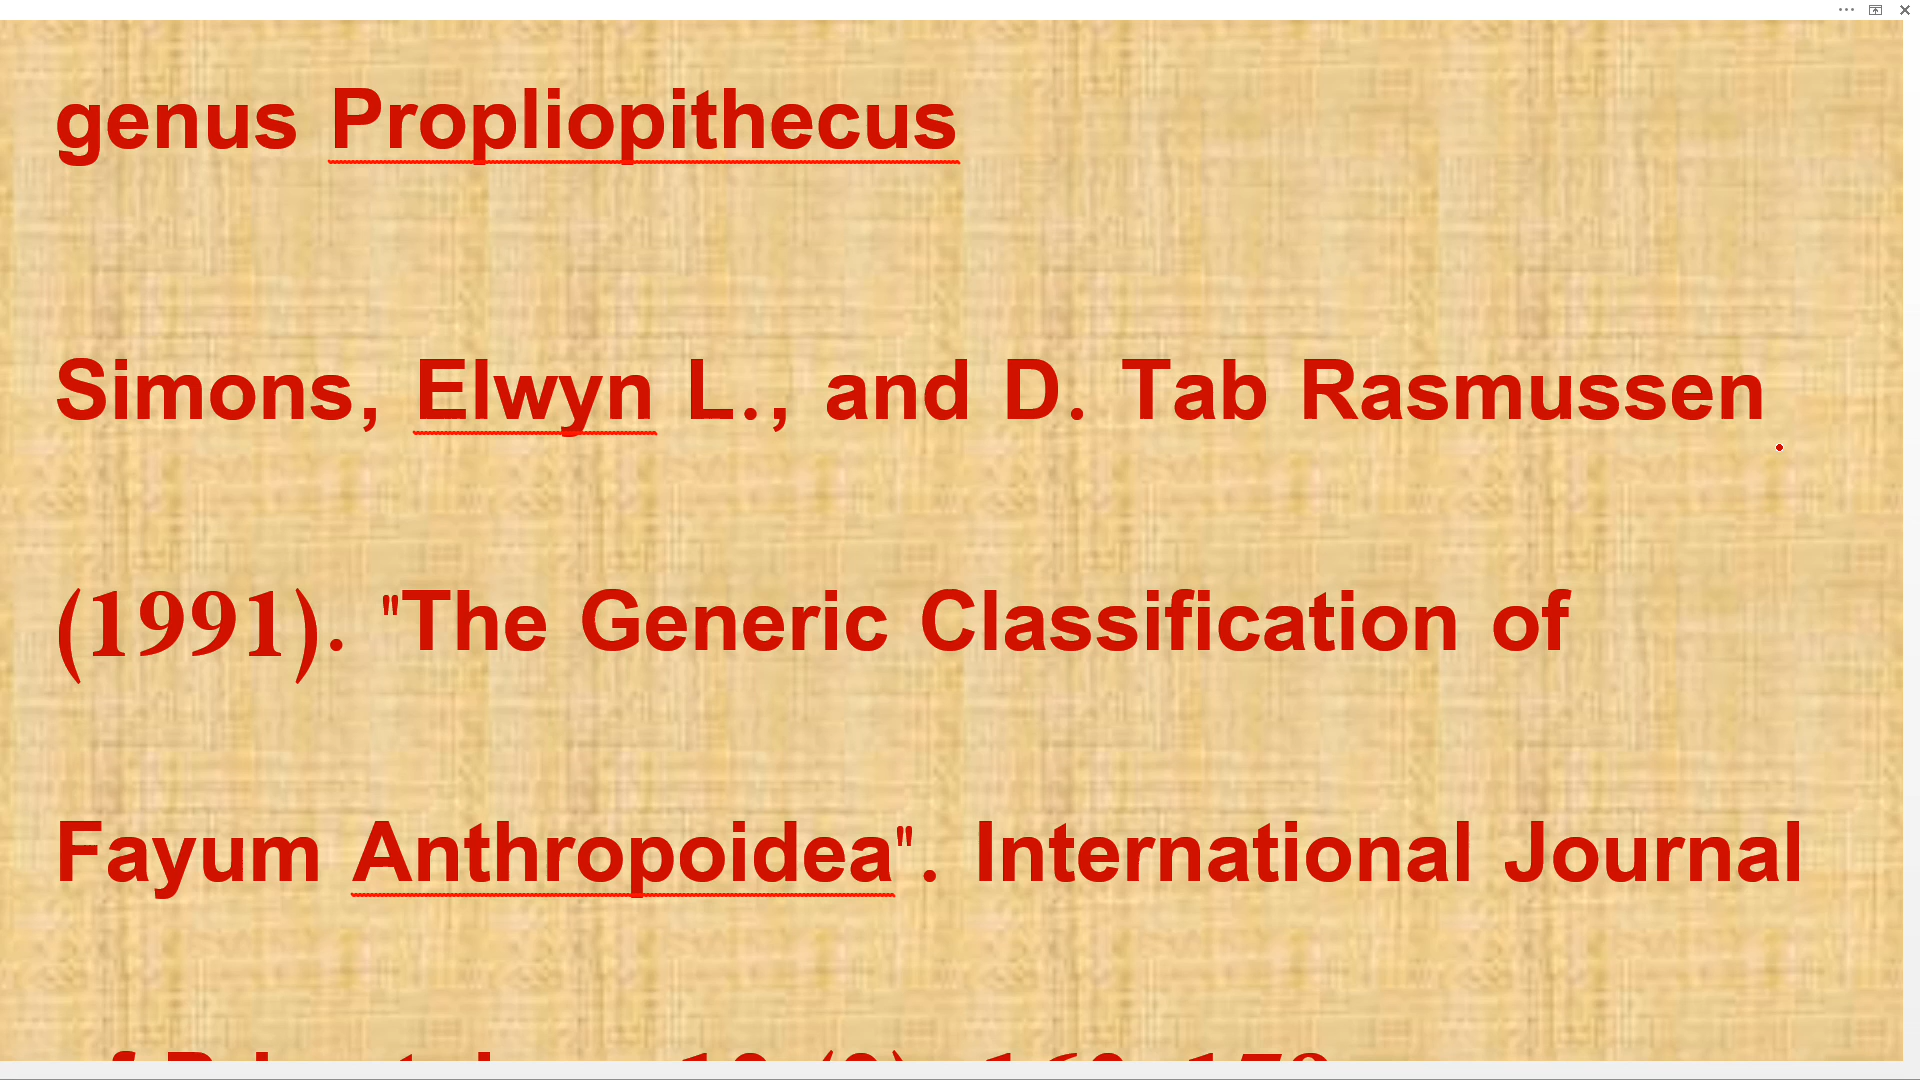 genus Propliopithecus
Simons, Elwyn L., and D. Tab Rasmussen
(1991). "The Generic Classification of
Fayum Anthropoidea". International Journal